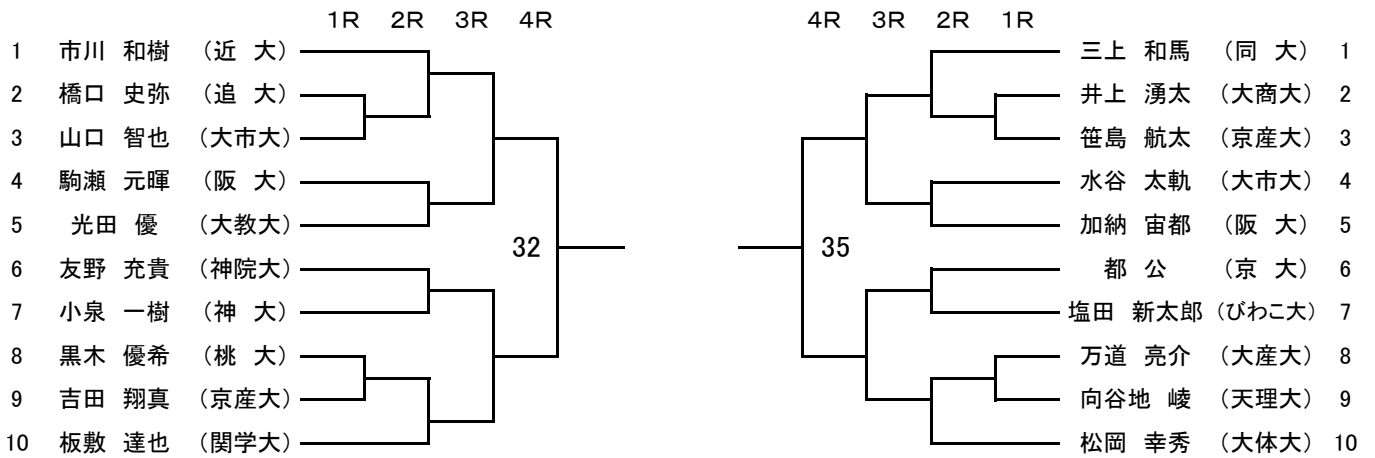 1R 2R 3R 4R
1 市川 和樹 (近 大)
2 橋口 史弥 (追 大)
3 山口 智也 (大市大)
4 駒瀬 元暉 (阪 大)
5 光田 優 (大教大)
32
6 友野 充貴 (神院大)
7 小泉 一樹 (神 大)
8 黒木 優希 (桃 大)
9 吉田 翔真 (京産大)
10 板敷 達也 (関学大)
4R 3R 2R 1R
三上 和馬 (同 大) 1
井上 湧太 (大商大) 2
笹島 航太 (京産大) 3
水谷 太軌 (大市大) 4
加納 宙都 (阪 大) 5
35
都 公 (京 大) 6
塩田 新太郎 (びわこ大) 7
万道 亮介 (大産大) 8
向谷地 崚 (天理大) 9
松岡 幸秀 (大体大) 10